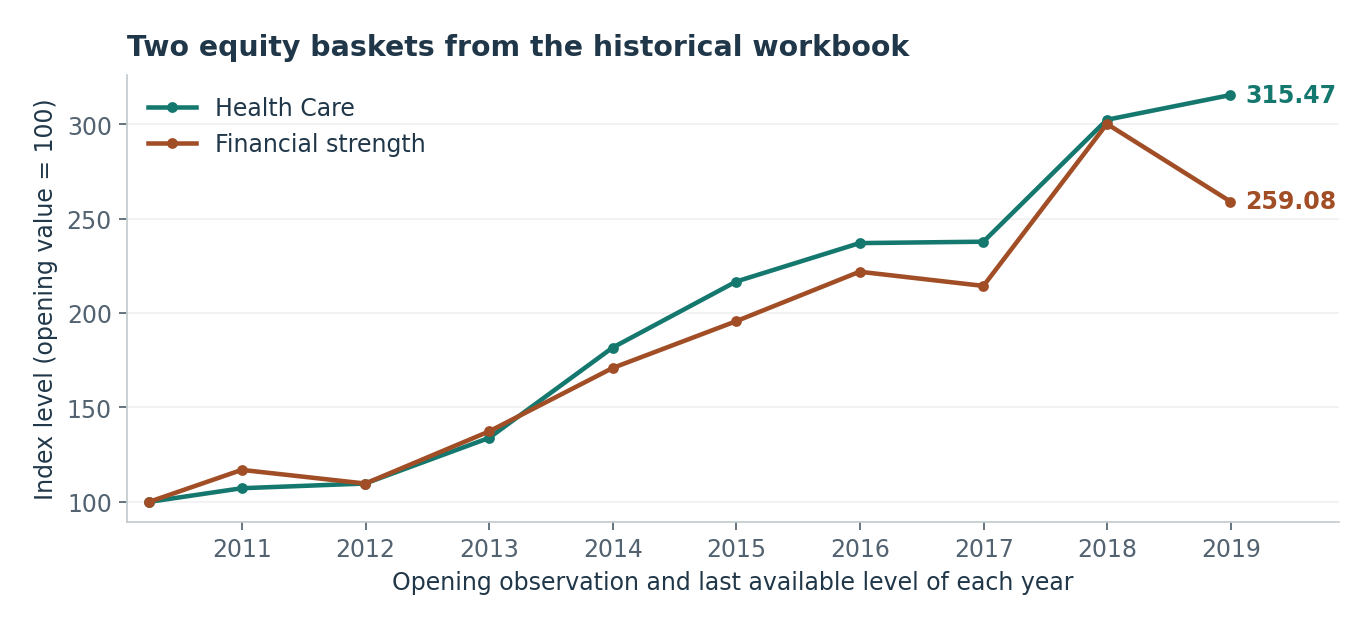 Two equity baskets from the historical workbook
Health Care
Financial strength
315.47
259.08
Index level (opening value = 100)
300
250
200
150
100
2011 2012 2013 2014 2015 2016 2017 2018 2019
Opening observation and last available level of each year